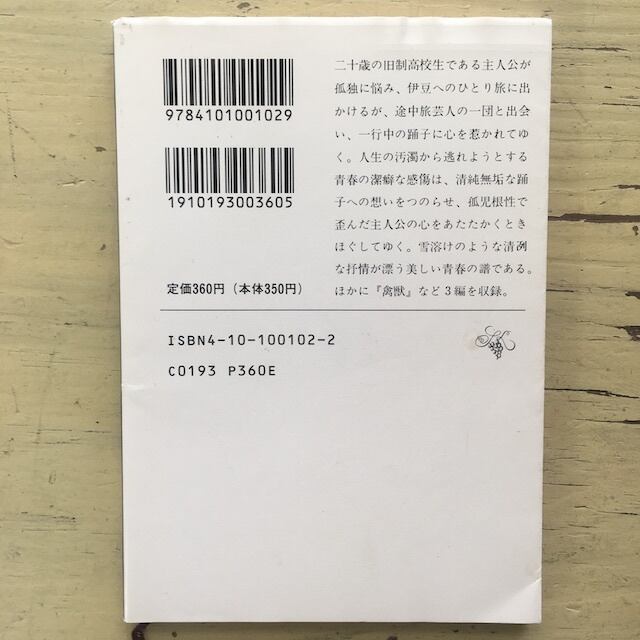 9784101001029
1910193003605
定価360円（本体350円）
二十歳の旧制高校生である主人公が
孤独に悩み、伊豆へのひとり旅に出
かけるが、途中旅芸人の一団と出会
い、一行中の踊子に心を惹かれてゆ
く。人生の汚濁から逃れようとする
青春の潔癖な感傷は、清純無垢な踊
子への想いをつのらせ、孤児根性で
歪んだ主人公の心をあたたかくとき
ほぐしてゆく。雪溶けのような清冽
な抒情が漂う美しい青春の譜である。
ほかに『禽獣』など３編を収録。
ISBN4-10-100102-2
C0193 P360E